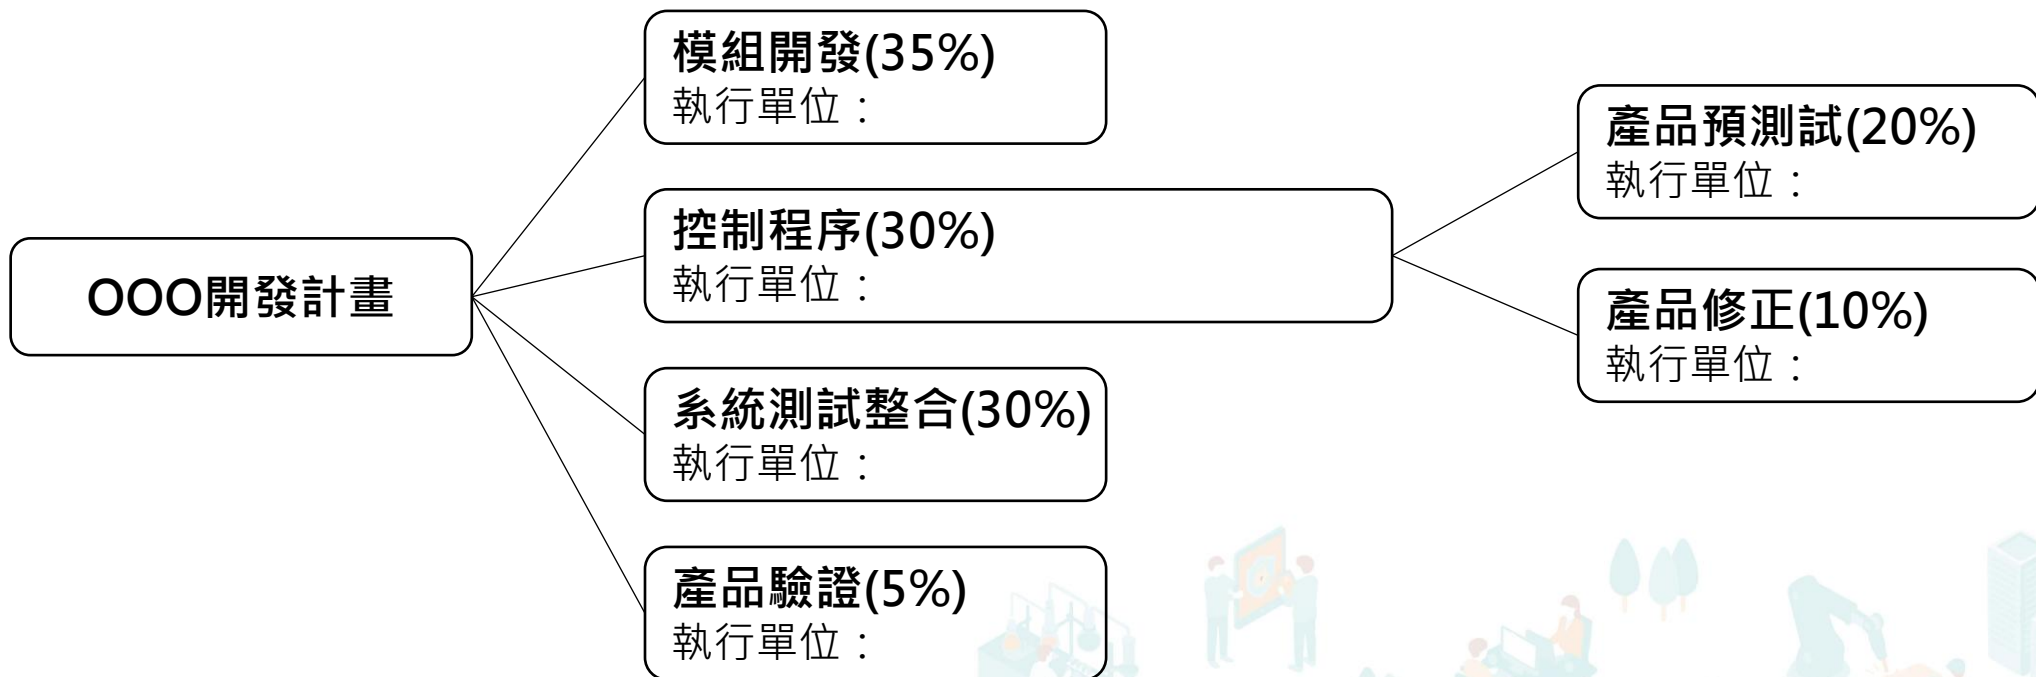 OOO開發計畫
模組開發(35%)
執行單位：
控制程序(30%)
執行單位：
系統測試整合(30%)
執行單位：
產品驗證(5%)
執行單位：
產品預測試(20%)
執行單位：
產品修正(10%)
執行單位：